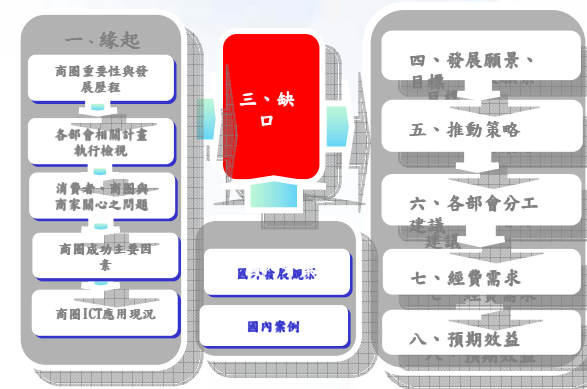 一、緣起
商圈重要性與發
展歷程
各部會相關計畫
執行檢視
消費者、商圈與
商家關心之問題
商圈成功主要因
素
商圈ICT應用現況
三、缺
口
國內案例
四、發展願景、
目標
五、推動策略
六、各部會分工
建議
七、經費需求
八、預期效益